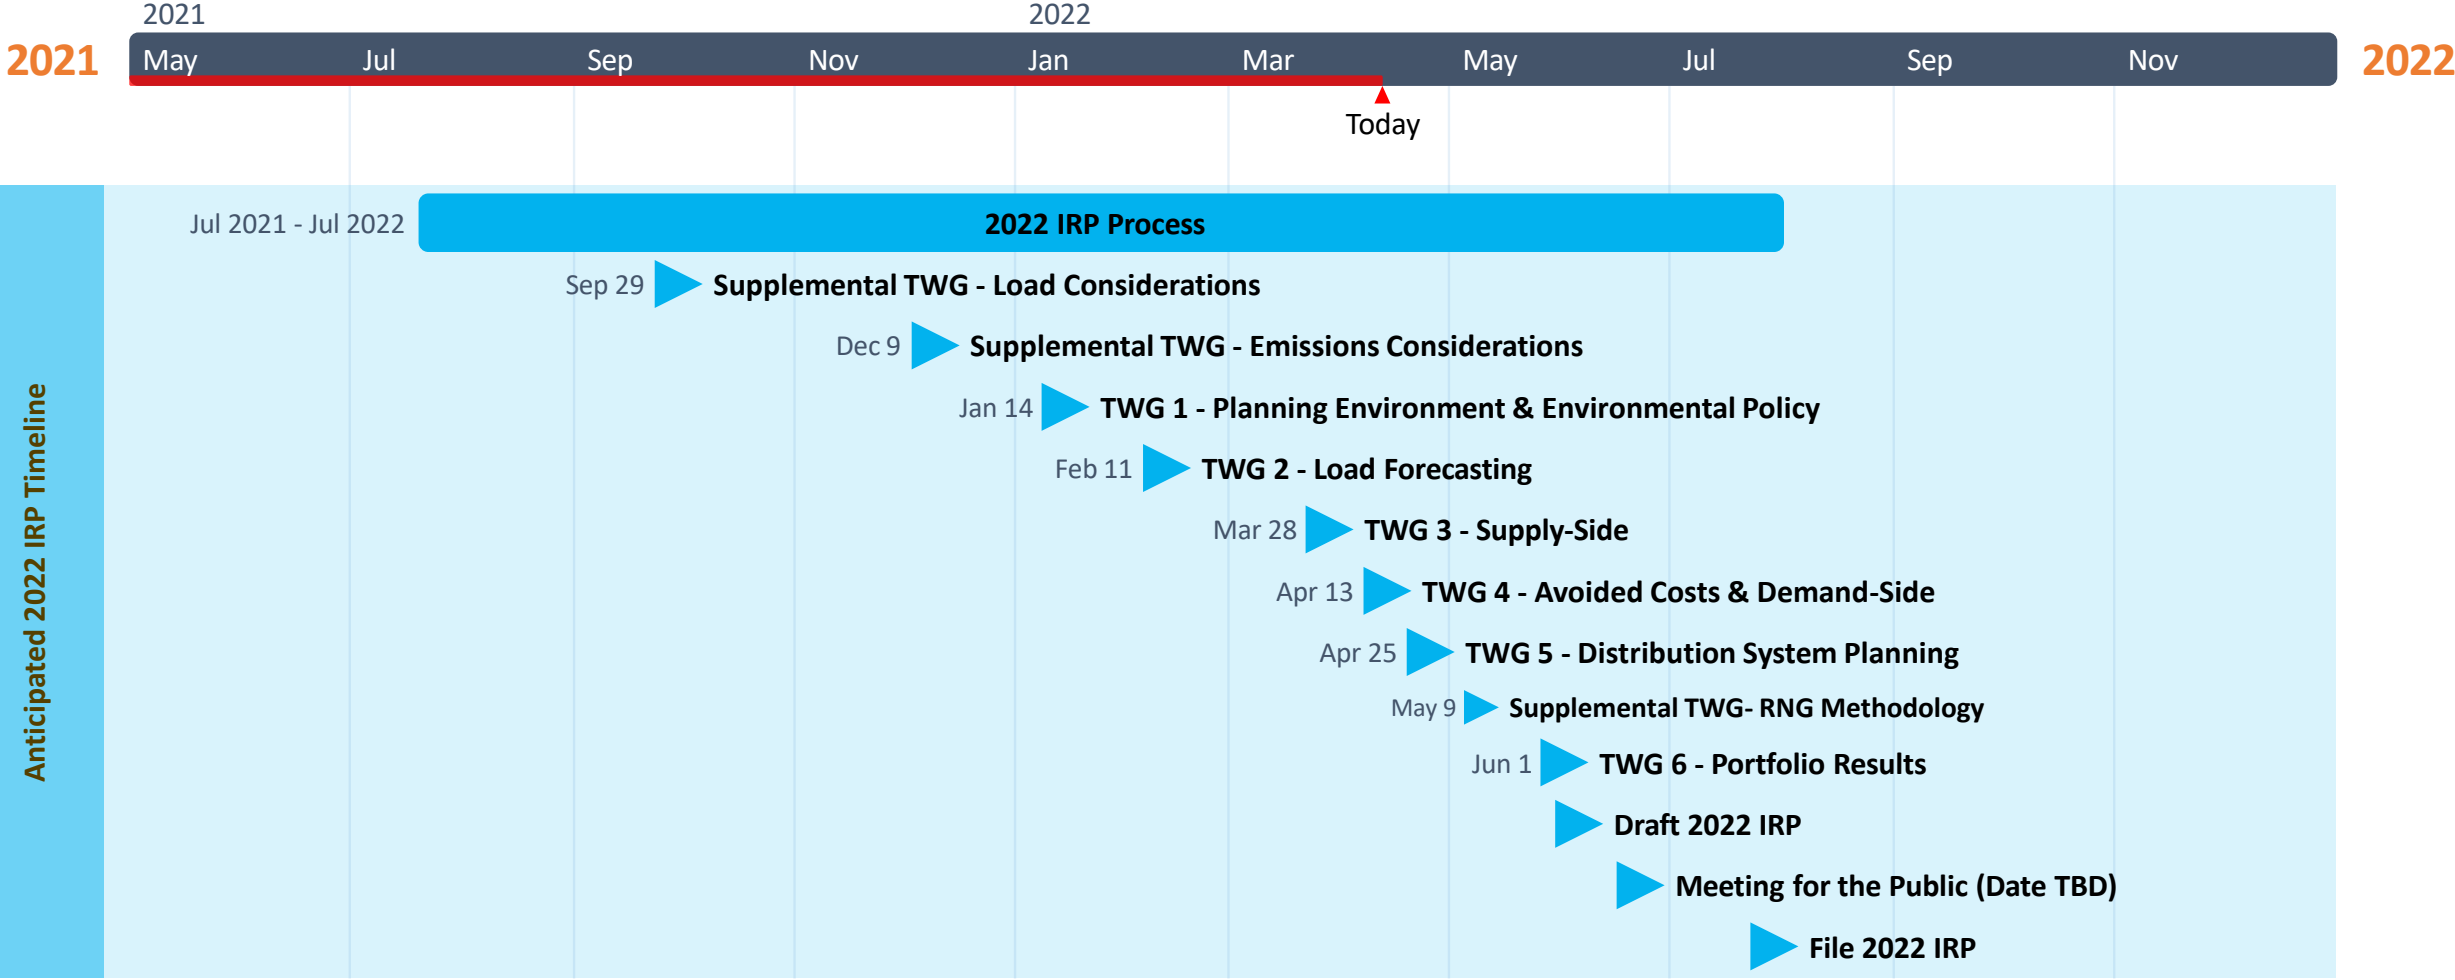 2021 2022
2021 May Jul Sep Nov Jan Mar May Jul Sep Nov 2022
Today
Anticipated 2022 IRP Timeline
Jul 2021 - Jul 2022 2022 IRP Process
Sep 29 Supplemental TWG - Load Considerations
Dec 9 Supplemental TWG - Emissions Considerations
Jan 14 TWG 1 - Planning Environment & Environmental Policy
Feb 11 TWG 2 - Load Forecasting
Mar 28 TWG 3 - Supply-Side
Apr 13 TWG 4 - Avoided Costs & Demand-Side
Apr 25 TWG 5 - Distribution System Planning
May 9 Supplemental TWG- RNG Methodology
Jun 1 TWG 6 - Portfolio Results
Draft 2022 IRP
Meeting for the Public (Date TBD)
File 2022 IRP